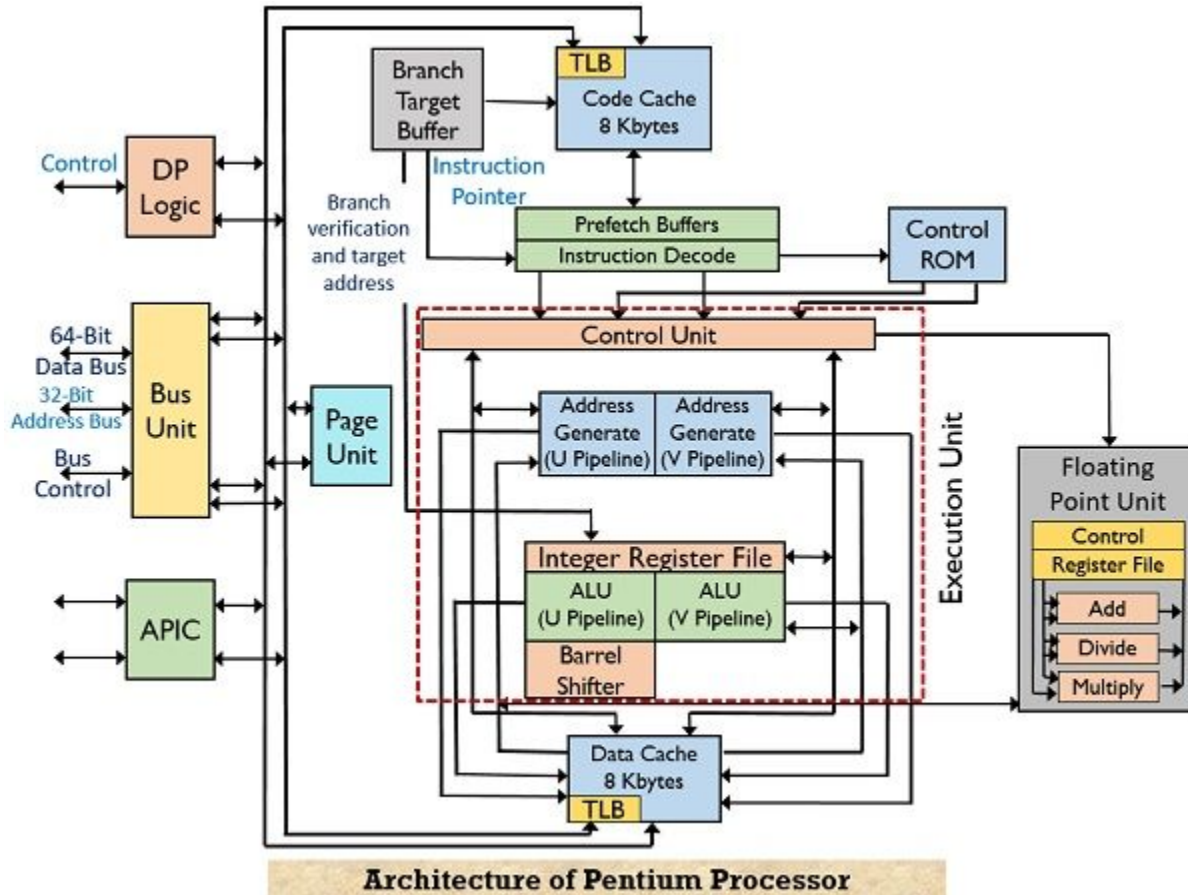 TLB
Code Cache
8 Kbytes
Branch
Target
Buffer
Control
DP
Logic
Instruction
Pointer
Branch
verification
and target
address
Prefetch Buffers
Instruction Decode
Control
ROM
Control Unit
64-Bit
Data Bus
32-Bit
Address Bus
Bus
Control
Bus
Unit
Page
Unit
Address
Generate
(U Pipeline)
Address
Generate
(V Pipeline)
Execution Unit
Floating
Point Unit
Control
Register File
Add
Divide
Multiply
Integer Register File
ALU
(U Pipeline)
ALU
(V Pipeline)
Barrel
Shifter
APIC
Data Cache
8 Kbytes
TLB
Architecture of Pentium Processor